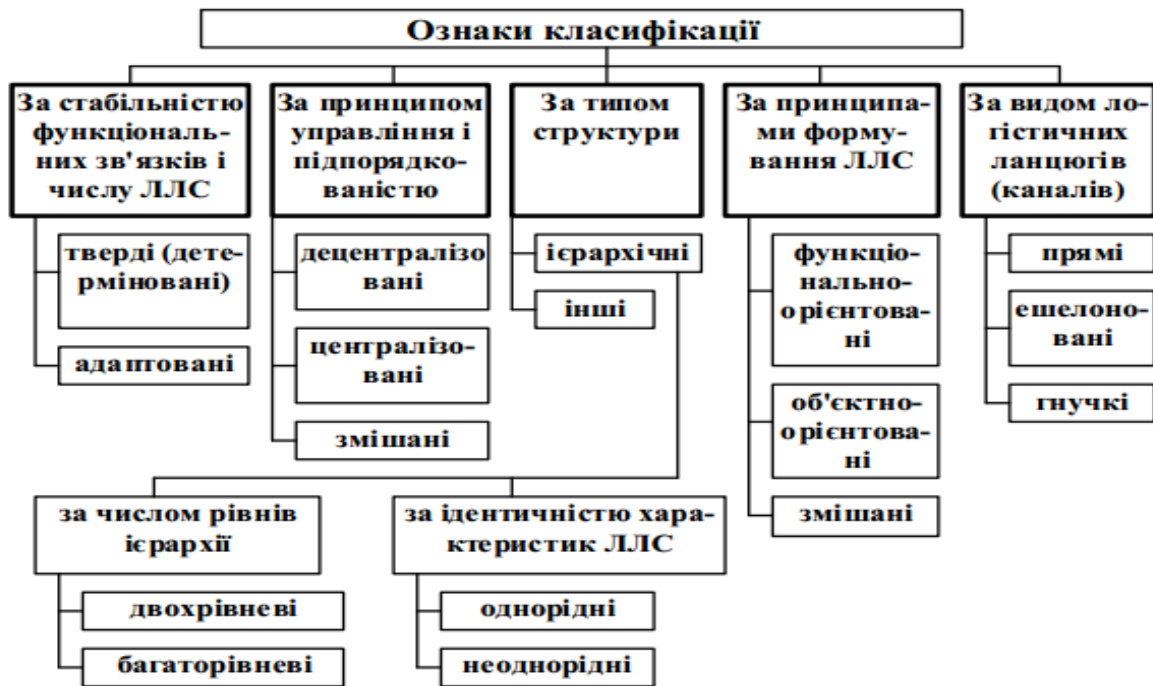 Ознаки класифікації
За стабільністю
функціональ-
них зв'язків і
числу ЛЛС
тверді (дете-
рміновані)
адаптовані
За принципом
управління і
підпорядко-
ваністю
децентралізо
вані
централізо-
вані
змішані
За типом
структури
ієрархічні
інші
за числом рівнів
ієрархії
двохрівневі
багаторівневі
за ідентичністю хара-
ктеристик ЛЛС
однорідні
неоднорідні
За принципа-
ми форму-
вання ЛЛС
функціо-
нально-
орієнтова-
ні
об'єктно-
орієнтова-
ні
змішані
За видом ло-
гістичних
ланцюгів
(каналів)
прямі
ешелоно-
вані
гнучкі